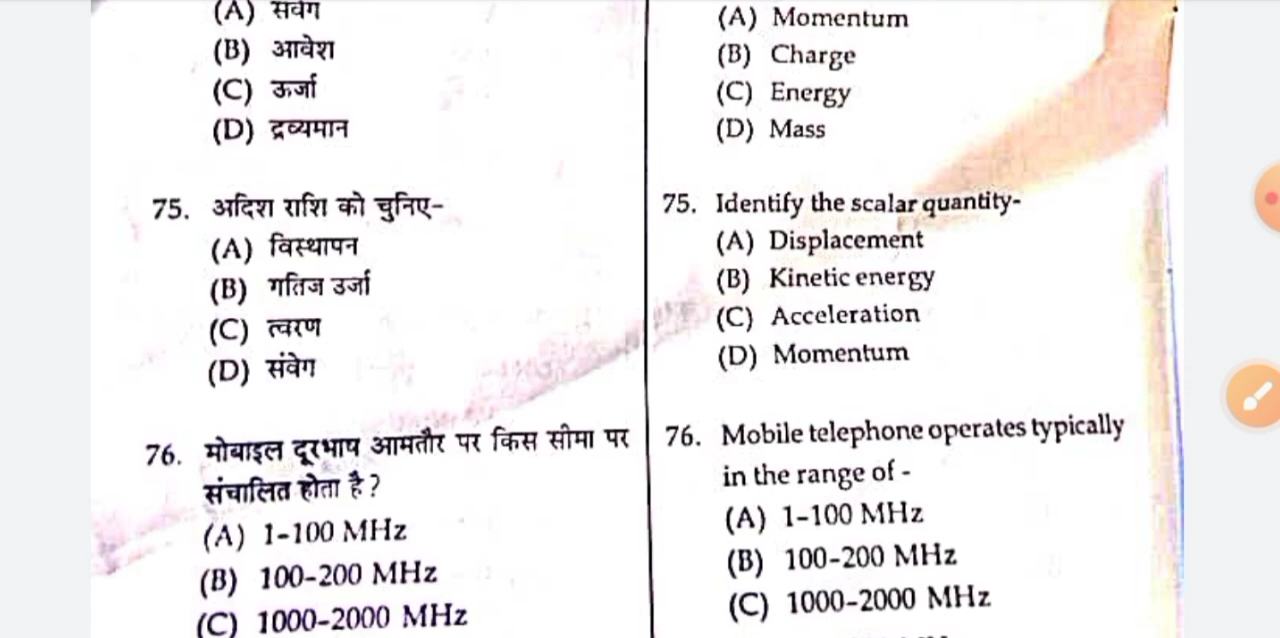 (A) संवेग
(B) आवेश
(C) ऊर्जा
(D) द्रव्यमान
75. अदिश राशि को चुनिए-
(A) विस्थापन
(B) गतिज उर्जा
(C) त्वरण
(D) संवेग
76. मोबाइल दूरभाष आमतौर पर किस सीमा पर
संचालित होता है ?
(A) 1-100 MHz
(B) 100-200 MHz
(C) 1000-2000 MHz
(A) Momentum
(B) Charge
(C) Energy
(D) Mass
75. Identify the scalar quantity-
(A) Displacement
(B) Kinetic energy
(C) Acceleration
(D) Momentum
76. Mobile telephone operates typically
in the range of -
(A) 1-100 MHz
(B) 100-200 MHz
(C) 1000-2000 MHz